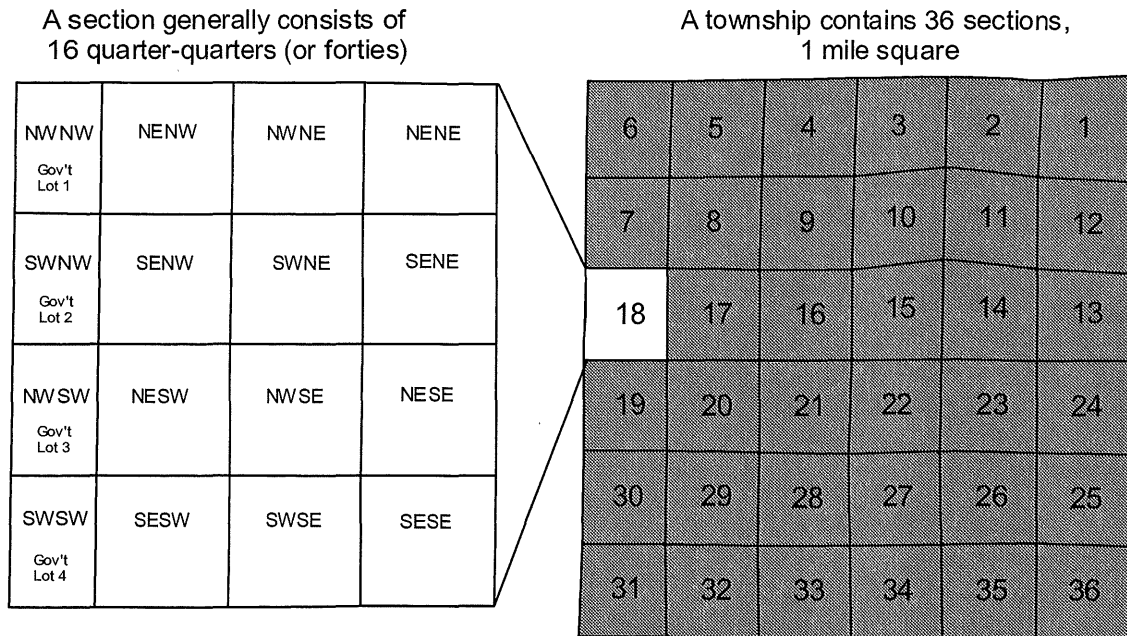 A section generally consists of
16 quarter-quarters (or forties)
NWNW NENW NWNE NENE
Gov't
Lot 1
SWNW SENW SWNE SENE
Gov't
Lot 2
NWSW NESW NWSE NESE
Gov't
Lot 3
SWSW SESW SWSE SESE
Gov't
Lot 4
A township contains 36 sections,
1 mile square
6 5 4 3 2 1
7 8 9 10 11 12
18 17 16 15 14 13
19 20 21 22 23 24
30 29 28 27 26 25
31 32 33 34 35 36